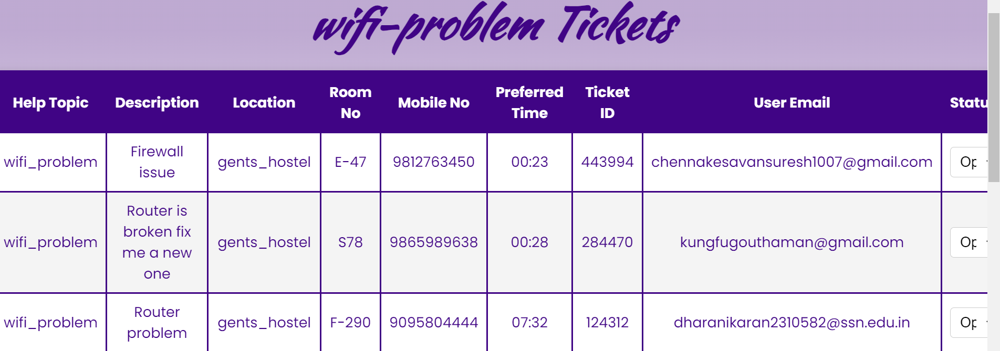 wifi-problem Tickets
Help Topic Description Location Room No Mobile No Preferred Time Ticket ID User Email Statu
wifi_problem Firewall issue gents_hostel E-47 9812763450 00:23 443994 chennakesavansuresh1007@gmail.com Op
wifi_problem Router is broken fix me a new one gents_hostel S78 9865989638 00:28 284470 kungfugouthaman@gmail.com Op
wifi_problem Router problem gents_hostel F-290 9095804444 07:32 124312 dharanikaran2310582@ssn.edu.in Op